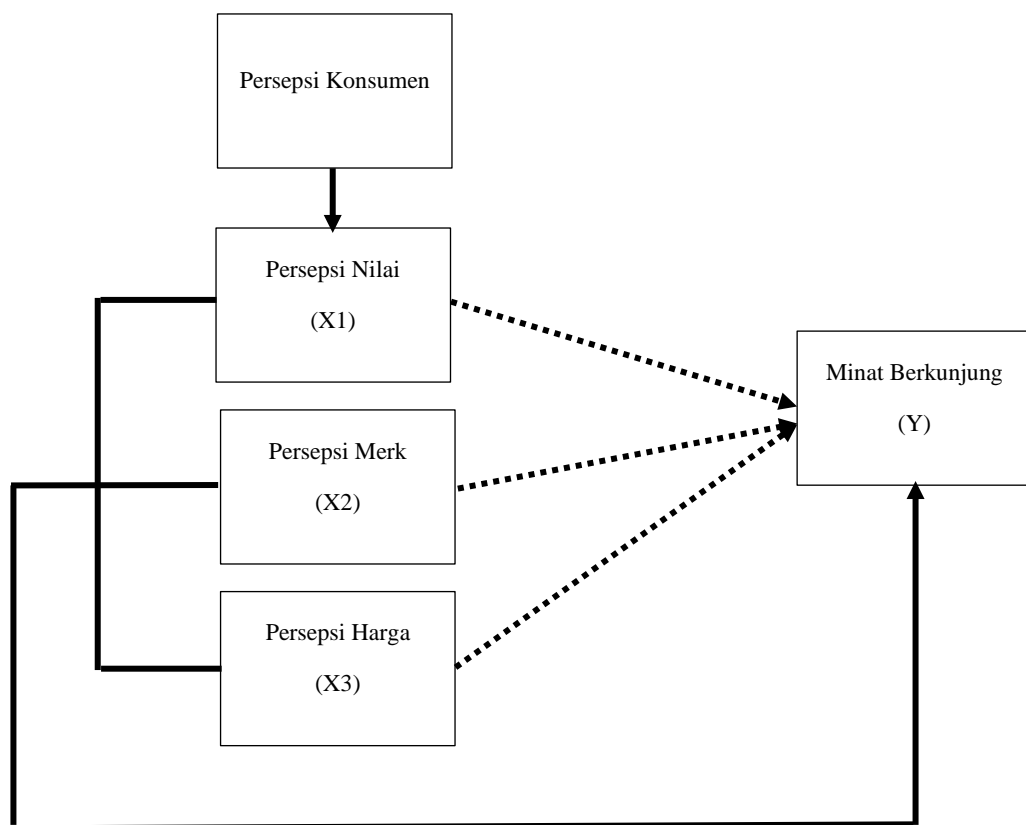 Persepsi Konsumen
Persepsi Nilai
(X1)
Persepsi Merk
(X2)
Persepsi Harga
(X3)
Minat Berkunjung
(Y)